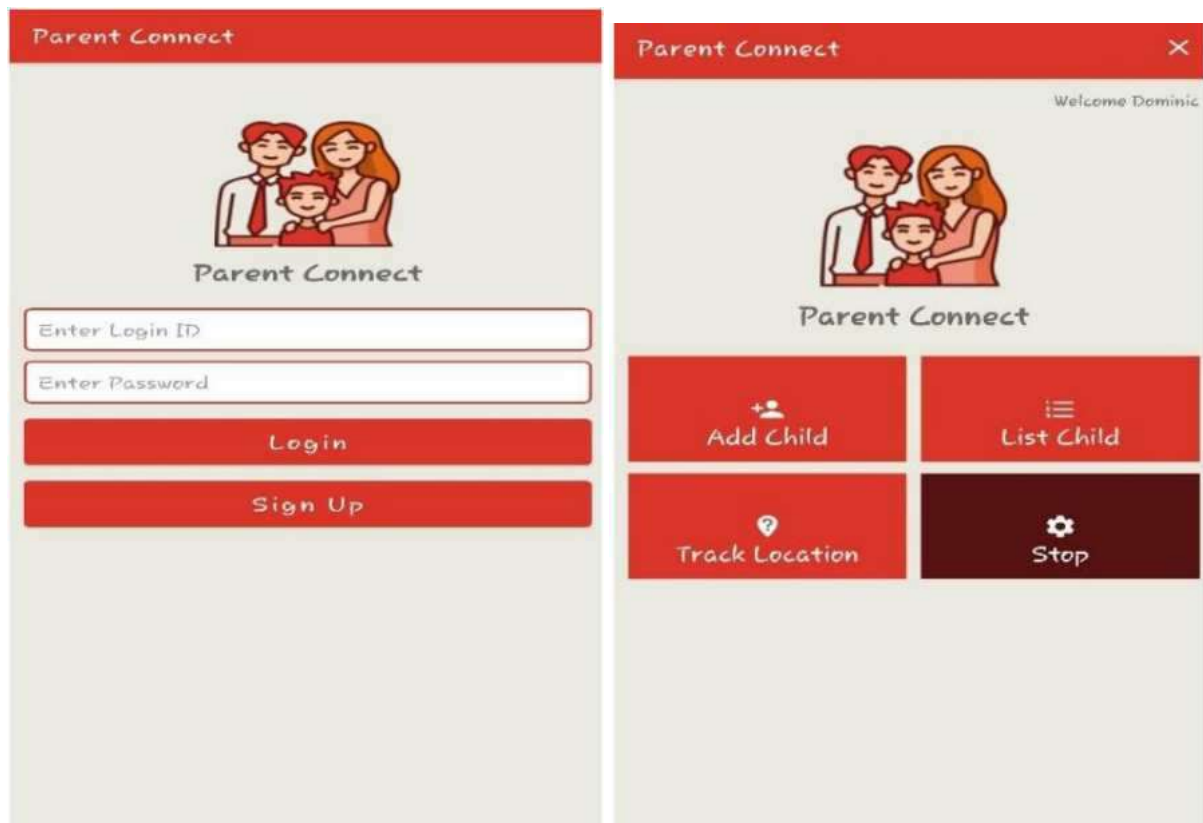 Parent Connect
Parent Connect
Enter Login ID
Enter Password
Login
Sign Up
Parent Connect
Welcome Dominic
Parent Connect
Add Child
List Child
Track Location
Stop